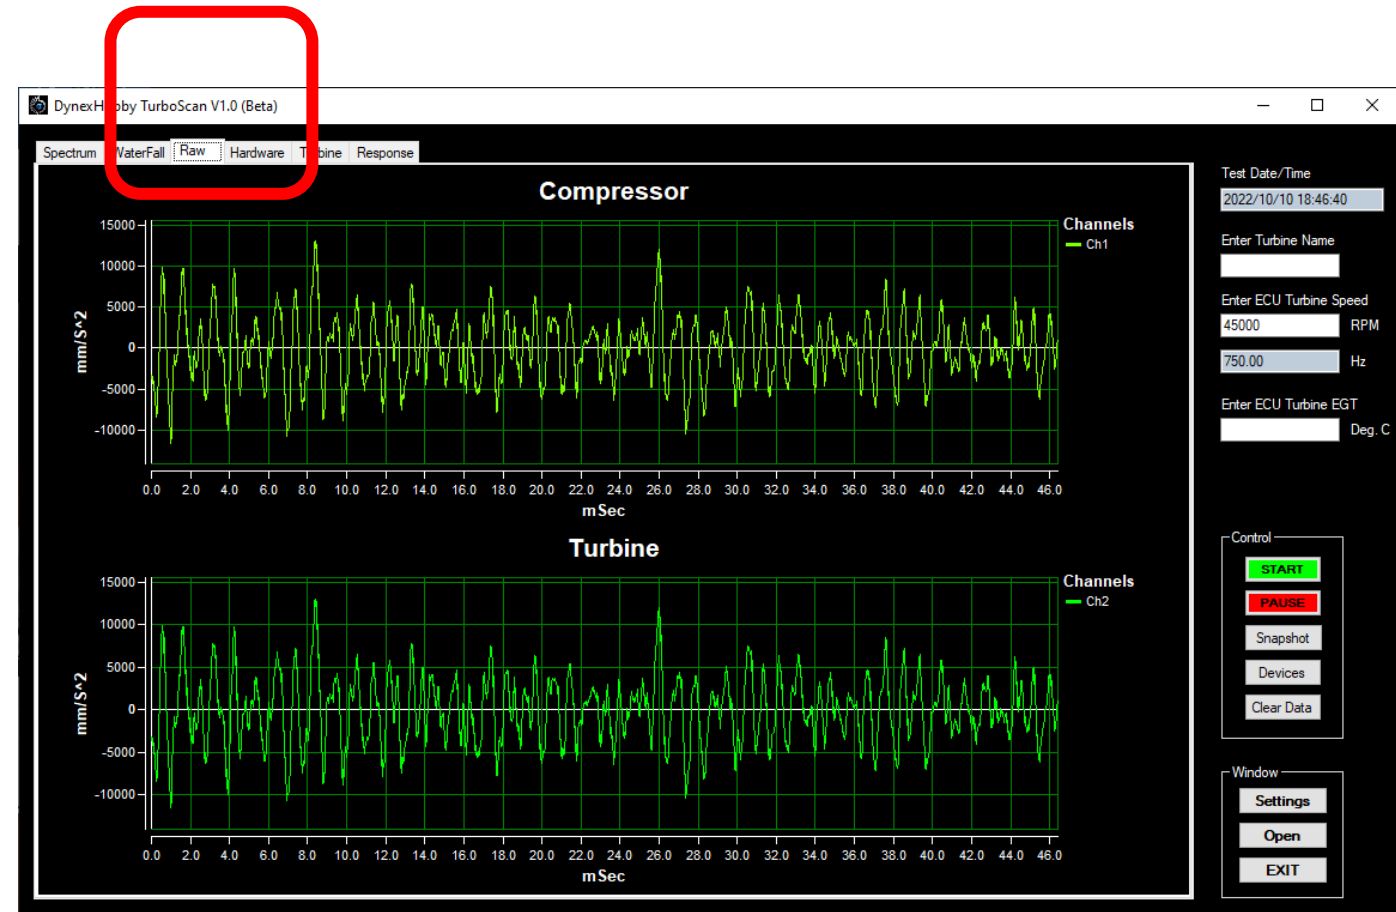 DynexHobby TurboScan V1.0 (Beta)
Spectrum WaterFall Raw Hardware Turbine Response
Compressor
Channels
Ch1
mm/S^2
15000
10000
5000
0
-5000
-10000
0.0 2.0 4.0 6.0 8.0 10.0 12.0 14.0 16.0 18.0 20.0 22.0 24.0 26.0 28.0 30.0 32.0 34.0 36.0 38.0 40.0 42.0 44.0 46.0
mSec
Turbine
Channels
Ch2
mm/S^2
15000
10000
5000
0
-5000
-10000
0.0 2.0 4.0 6.0 8.0 10.0 12.0 14.0 16.0 18.0 20.0 22.0 24.0 26.0 28.0 30.0 32.0 34.0 36.0 38.0 40.0 42.0 44.0 46.0
mSec
Test Date/Time
2022/10/10 18:46:40
Enter Turbine Name
Enter ECU Turbine Speed
45000 RPM
750.00 Hz
Enter ECU Turbine EGT
Deg. C
Control
START
PAUSE
Snapshot
Devices
Clear Data
Window
Settings
Open
EXIT